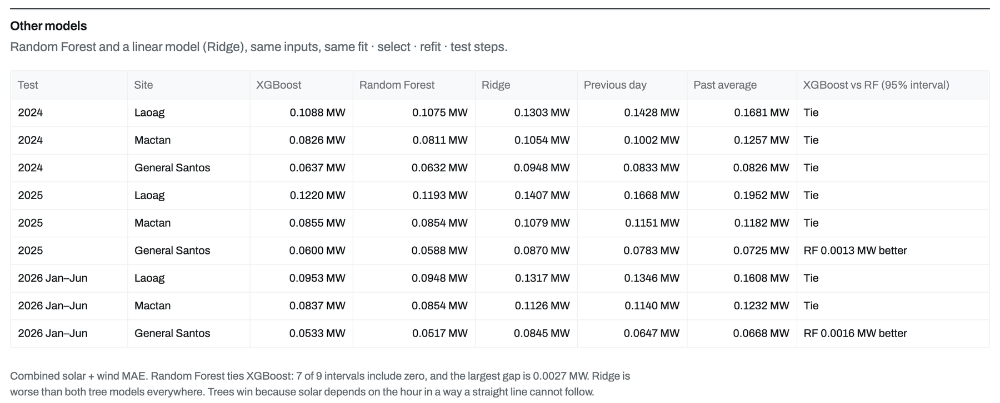 Other models
Random Forest and a linear model (Ridge), same inputs, same fit · select · refit · test steps.
Test Site XGBoost Random Forest Ridge Previous day Past average XGBoost vs RF (95% interval)
2024 Laoag 0.1088 MW 0.1075 MW 0.1303 MW 0.1428 MW 0.1681 MW Tie
2024 Mactan 0.0826 MW 0.0811 MW 0.1054 MW 0.1002 MW 0.1257 MW Tie
2024 General Santos 0.0637 MW 0.0632 MW 0.0948 MW 0.0833 MW 0.0826 MW Tie
2025 Laoag 0.1220 MW 0.1193 MW 0.1407 MW 0.1668 MW 0.1952 MW Tie
2025 Mactan 0.0855 MW 0.0854 MW 0.1079 MW 0.1151 MW 0.1182 MW Tie
2025 General Santos 0.0600 MW 0.0588 MW 0.0870 MW 0.0783 MW 0.0725 MW RF 0.0013 MW better
2026 Jan–Jun Laoag 0.0953 MW 0.0948 MW 0.1317 MW 0.1346 MW 0.1608 MW Tie
2026 Jan–Jun Mactan 0.0837 MW 0.0854 MW 0.1126 MW 0.1140 MW 0.1232 MW Tie
2026 Jan–Jun General Santos 0.0533 MW 0.0517 MW 0.0845 MW 0.0647 MW 0.0668 MW RF 0.0016 MW better
Combined solar + wind MAE. Random Forest ties XGBoost: 7 of 9 intervals include zero, and the largest gap is 0.0027 MW. Ridge is
worse than both tree models everywhere. Trees win because solar depends on the hour in a way a straight line cannot follow.